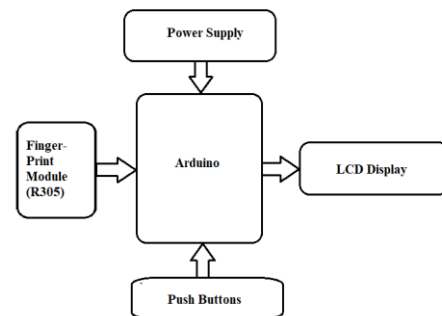 Power Supply
Finger-
Print
Module
(R305)
Arduino
LCD Display
Push Buttons